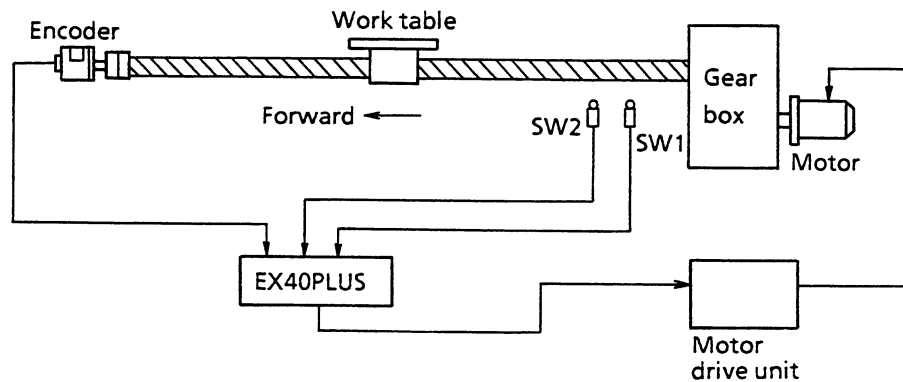 Work table
Encoder
Gear
box
Forward
SW2
SW1
Motor
EX40PLUS
Motor
drive unit